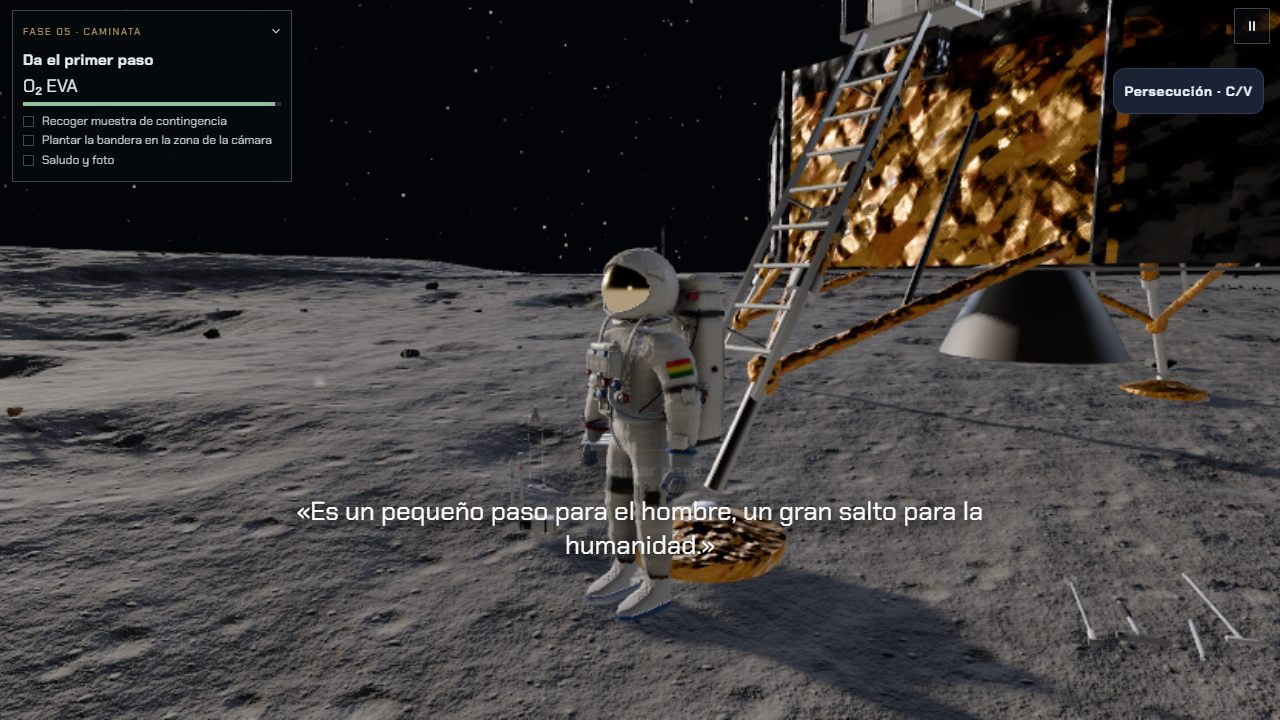 FASE 05 · CAMINATA
Da el primer paso
O₂ EVA
Recoger muestra de contingencia
Plantar la bandera en la zona de la cámara
Saludo y foto
Persecución · C/V
«Es un pequeño paso para el hombre, un gran salto para la
humanidad.»